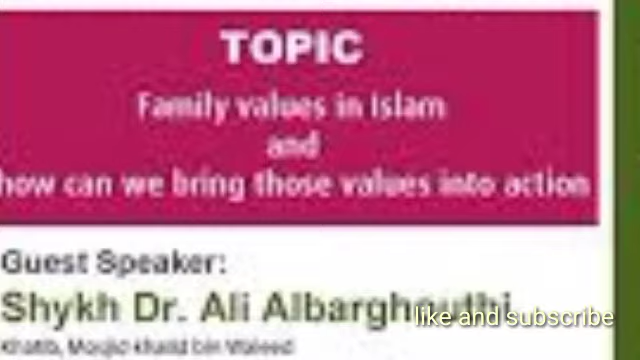 TOPIC
Family values in Islam
and
how can we bring those values into action
Guest Speaker:
Shykh Dr. Ali Albarghouthi
like and subscribe
Khatib, Masjid Khalid bin Waleed